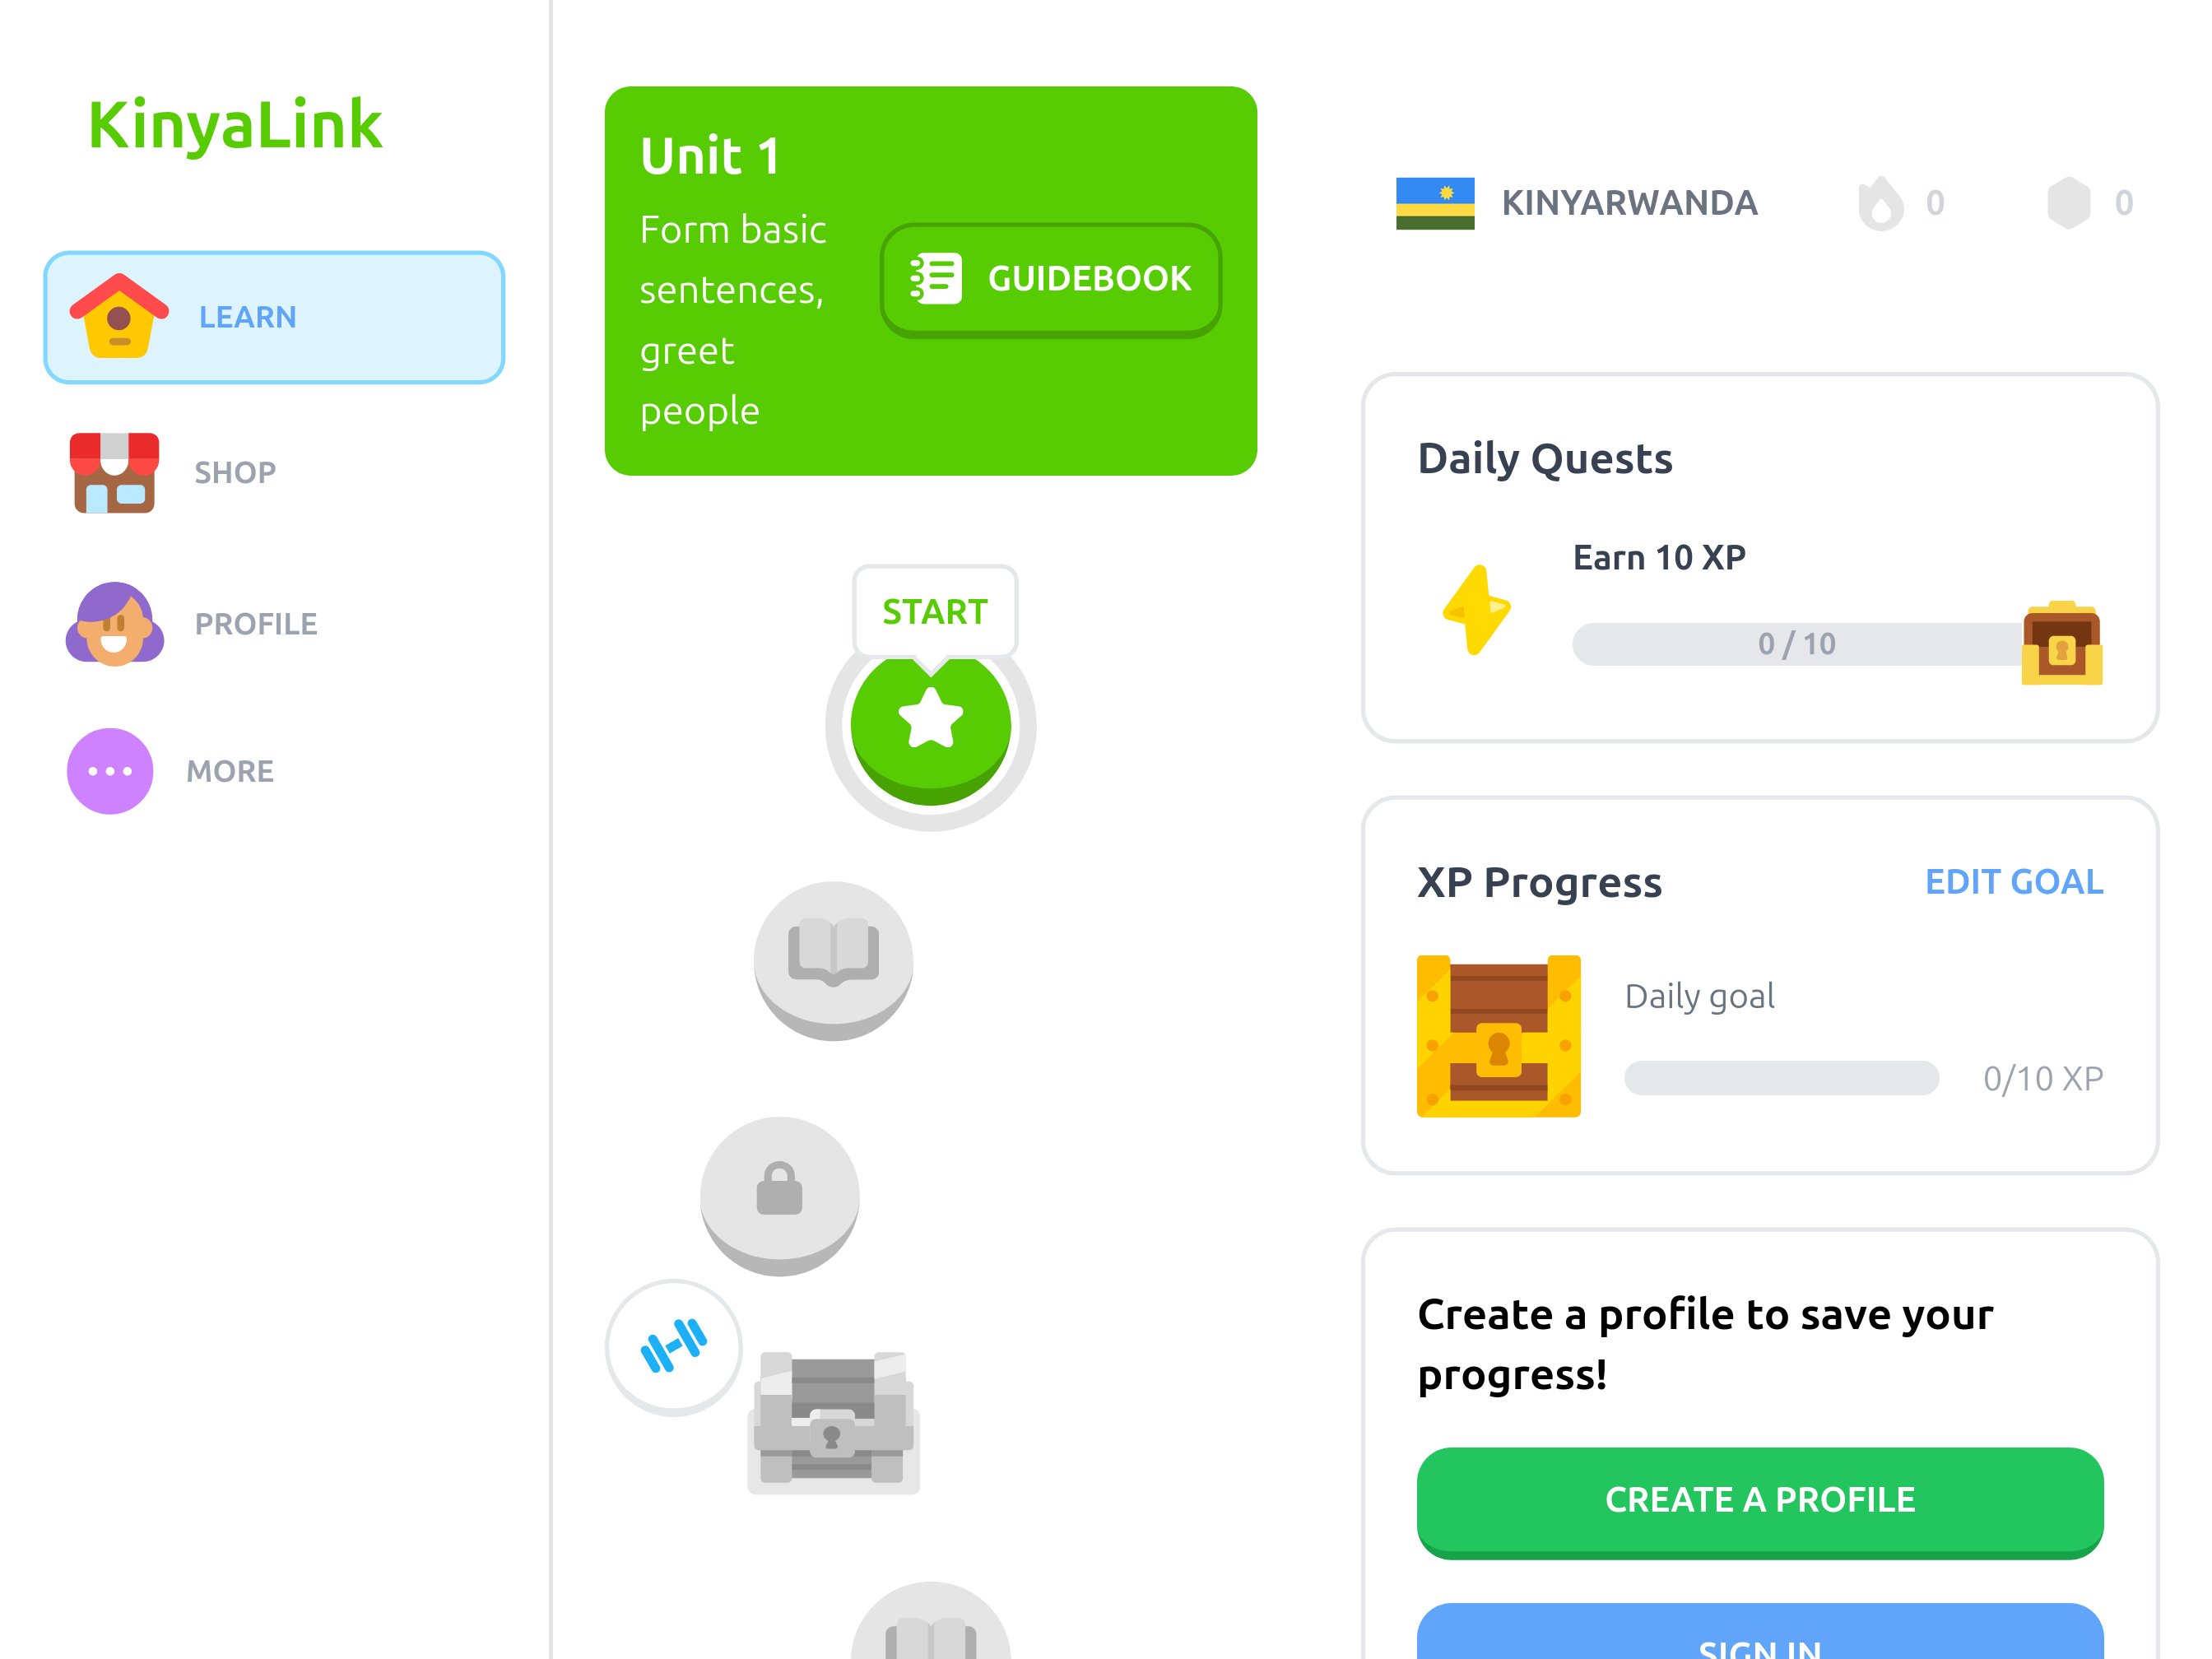 KinyaLink
LEARN
SHOP
PROFILE
MORE
Unit 1
Form basic
sentences,
greet
people
GUIDEBOOK
START
KINYARWANDA
0
0
Daily Quests
Earn 10 XP
0 / 10
XP Progress
EDIT GOAL
Daily goal
0/10 XP
Create a profile to save your
progress!
CREATE A PROFILE
SIGN IN